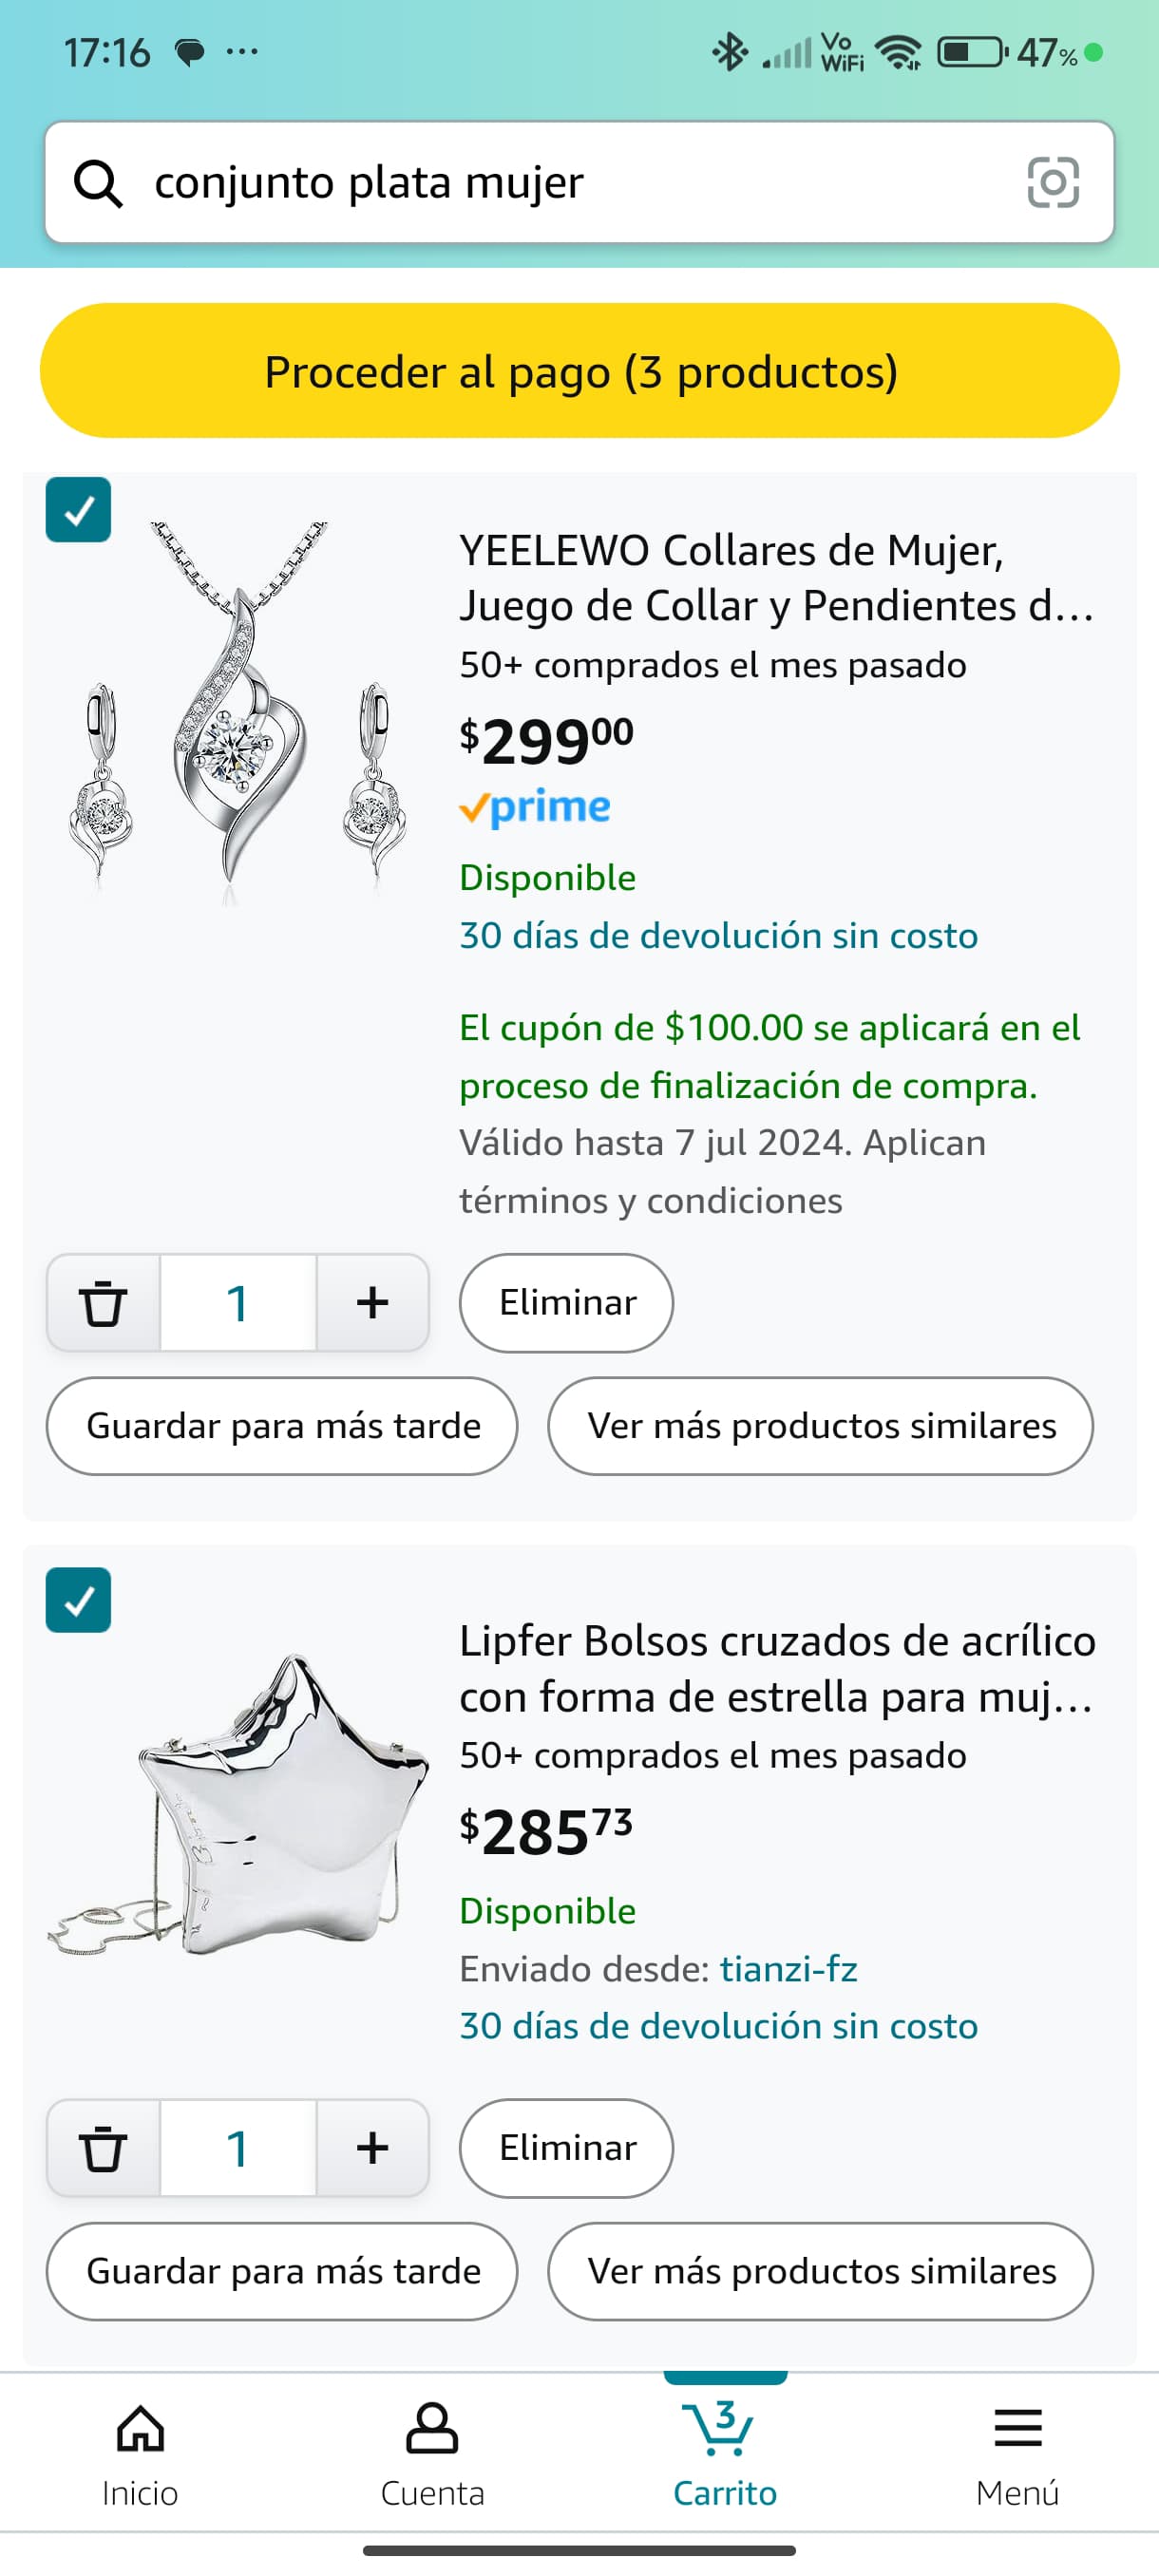 17:16 ... Vo WiFi 47%
conjunto plata mujer
Proceder al pago (3 productos)
YEELEWO Collares de Mujer,
Juego de Collar y Pendientes d...
50+ comprados el mes pasado
$299.00
prime
Disponible
30 días de devolución sin costo
El cupón de $100.00 se aplicará en el
proceso de finalización de compra.
Válido hasta 7 jul 2024. Aplican
términos y condiciones
1 + Eliminar
Guardar para más tarde Ver más productos similares
Lipfer Bolsos cruzados de acrílico
con forma de estrella para muj...
50+ comprados el mes pasado
$285.73
Disponible
Enviado desde: tianzi-fz
30 días de devolución sin costo
1 + Eliminar
Guardar para más tarde Ver más productos similares
3
Inicio Cuenta Carrito Menú